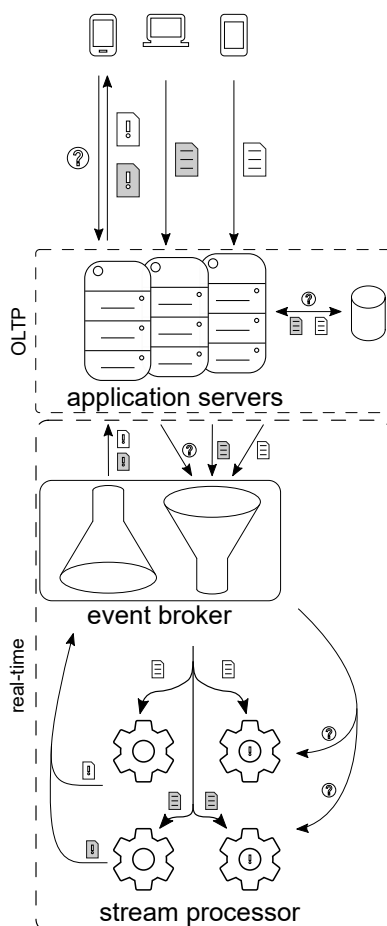 ?
!
!
OLTP
?
application servers
!
!
?
event broker
real-time
!
?
!
?
!
!
stream processor